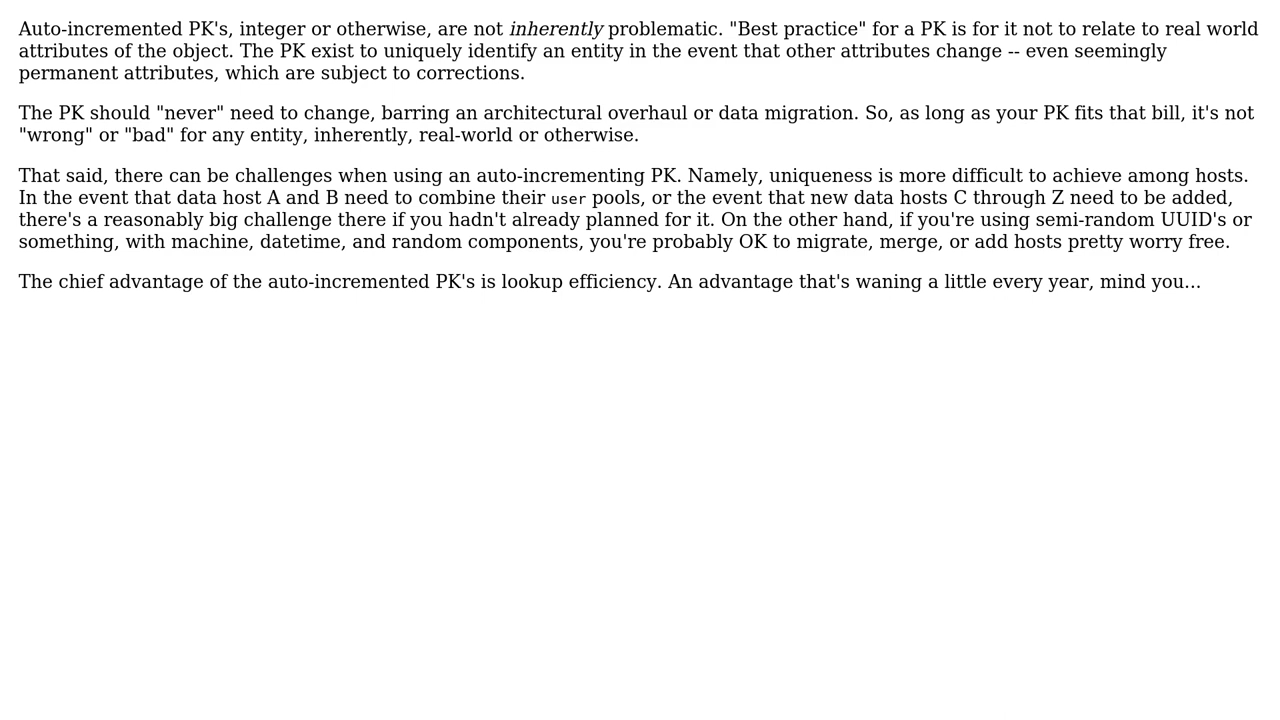 Auto-incremented PK's, integer or otherwise, are not inherently problematic. "Best practice" for a PK is for it not to relate to real world
attributes of the object. The PK exist to uniquely identify an entity in the event that other attributes change -- even seemingly
permanent attributes, which are subject to corrections.
The PK should "never" need to change, barring an architectural overhaul or data migration. So, as long as your PK fits that bill, it's not
"wrong" or "bad" for any entity, inherently, real-world or otherwise.
That said, there can be challenges when using an auto-incrementing PK. Namely, uniqueness is more difficult to achieve among hosts.
In the event that data host A and B need to combine their user pools, or the event that new data hosts C through Z need to be added,
there's a reasonably big challenge there if you hadn't already planned for it. On the other hand, if you're using semi-random UUID's or
something, with machine, datetime, and random components, you're probably OK to migrate, merge, or add hosts pretty worry free.
The chief advantage of the auto-incremented PK's is lookup efficiency. An advantage that's waning a little every year, mind you...